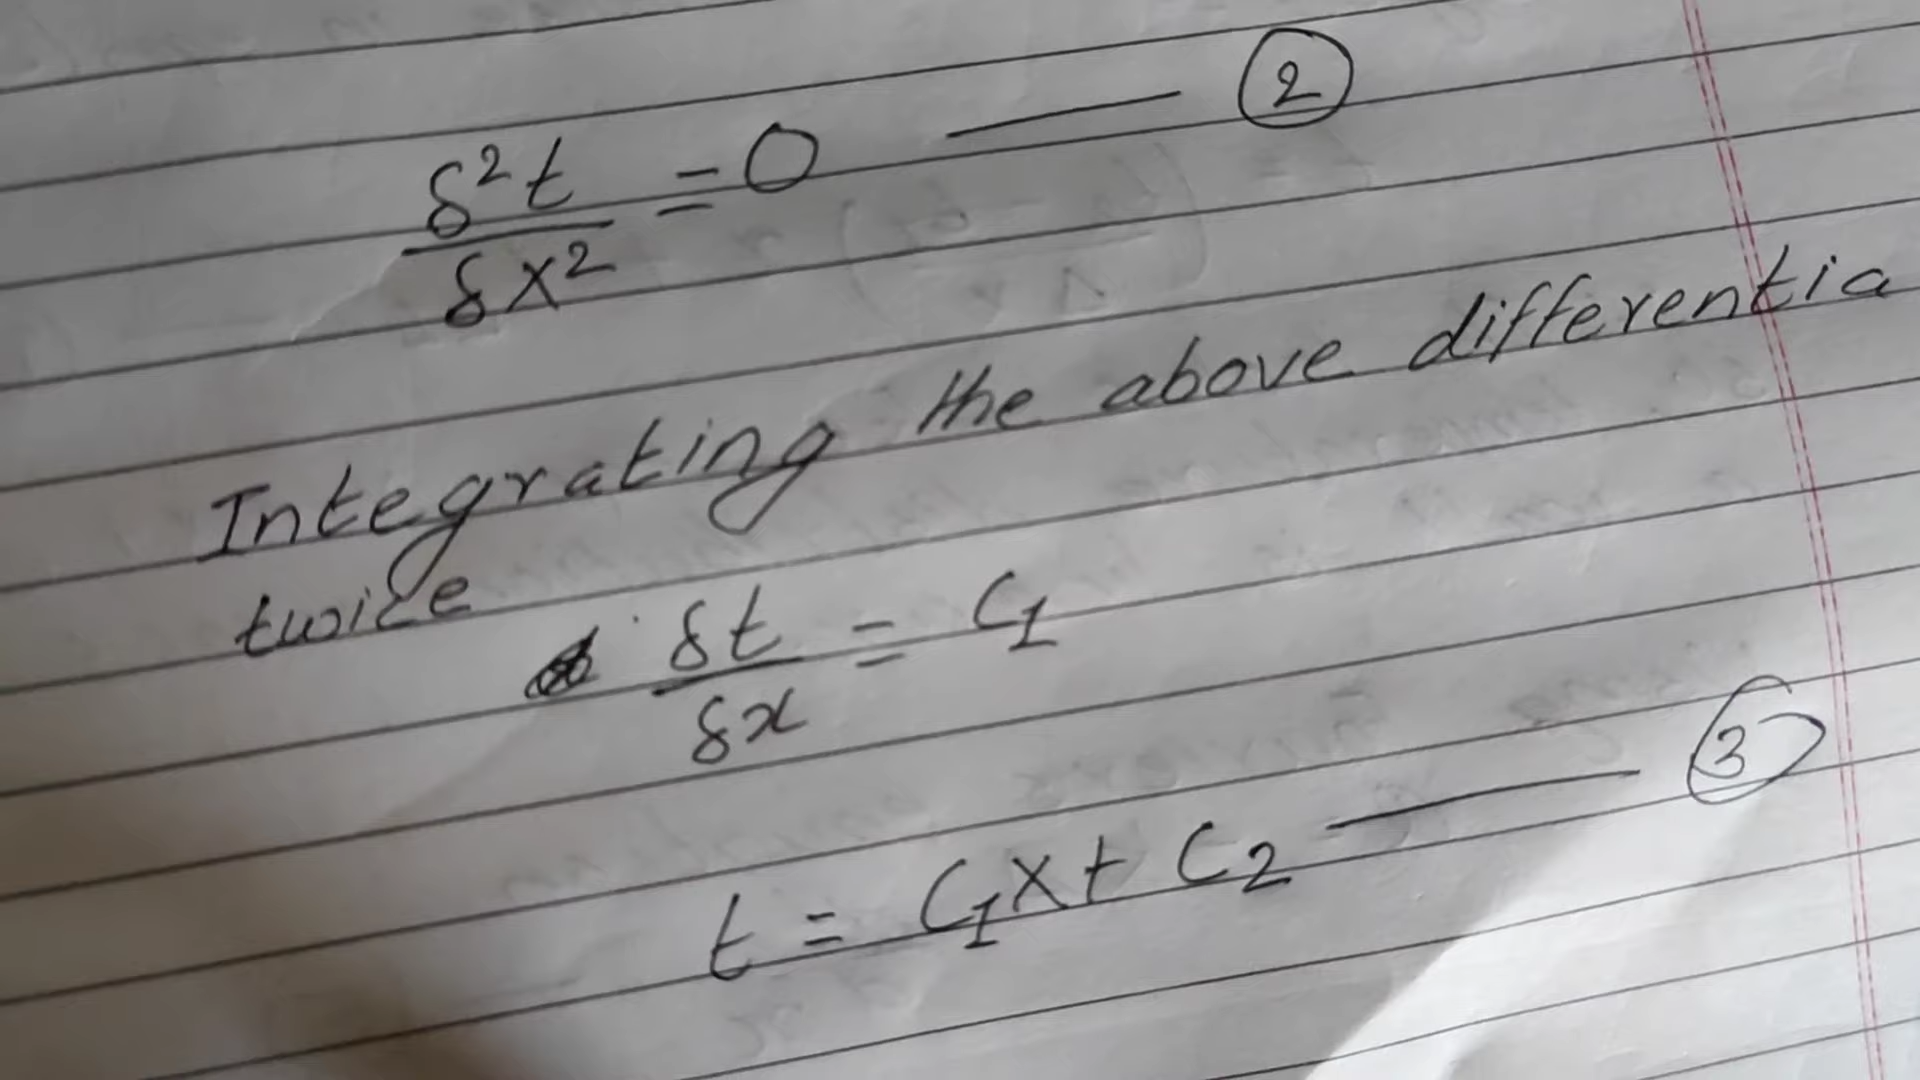 δ²t/δx² = 0 —— ②
Integrating the above differentia
twice
δt/δx = C₁
t = C₁x + C₂ —— ③